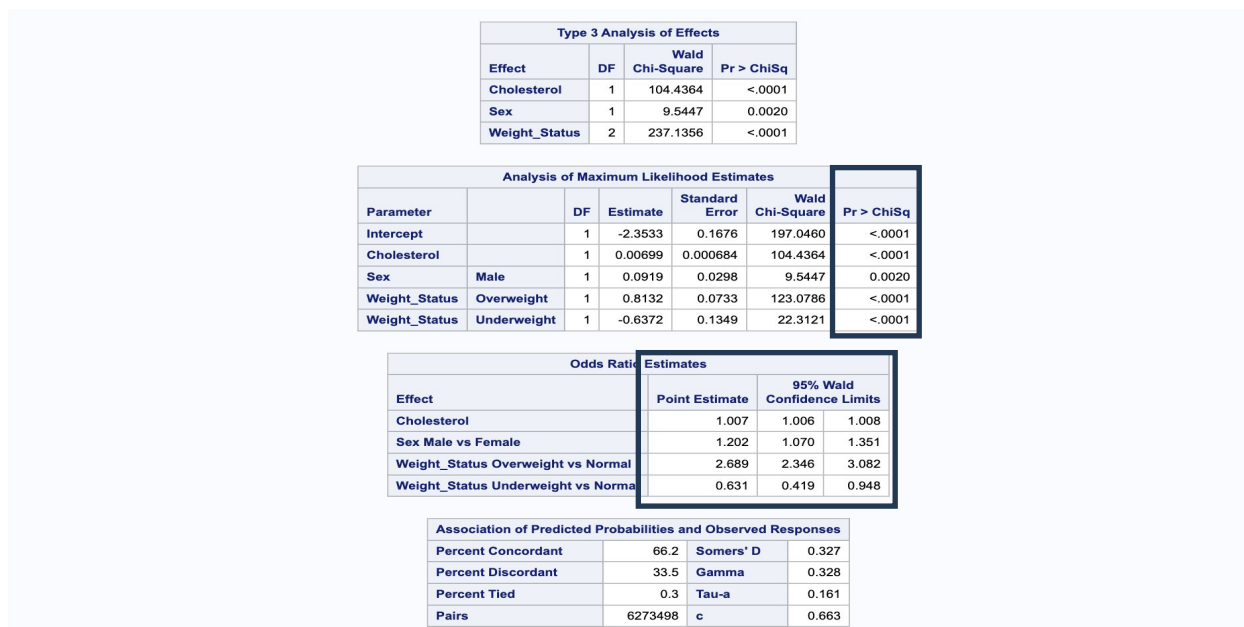 Type 3 Analysis of Effects
Effect DF Wald Chi-Square Pr > ChiSq
Cholesterol 1 104.4364 <.0001
Sex 1 9.5447 0.0020
Weight_Status 2 237.1356 <.0001
Analysis of Maximum Likelihood Estimates
Parameter DF Estimate Standard Error Wald Chi-Square Pr > ChiSq
Intercept 1 -2.3533 0.1676 197.0460 <.0001
Cholesterol 1 0.00699 0.000684 104.4364 <.0001
Sex Male 1 0.0919 0.0298 9.5447 0.0020
Weight_Status Overweight 1 0.8132 0.0733 123.0786 <.0001
Weight_Status Underweight 1 -0.6372 0.1349 22.3121 <.0001
Odds Ratio Estimates
Effect Point Estimate 95% Wald Confidence Limits
Cholesterol 1.007 1.006 1.008
Sex Male vs Female 1.202 1.070 1.351
Weight_Status Overweight vs Normal 2.689 2.346 3.082
Weight_Status Underweight vs Norma 0.631 0.419 0.948
Association of Predicted Probabilities and Observed Responses
Percent Concordant 66.2 Somers' D 0.327
Percent Discordant 33.5 Gamma 0.328
Percent Tied 0.3 Tau-a 0.161
Pairs 6273498 c 0.663